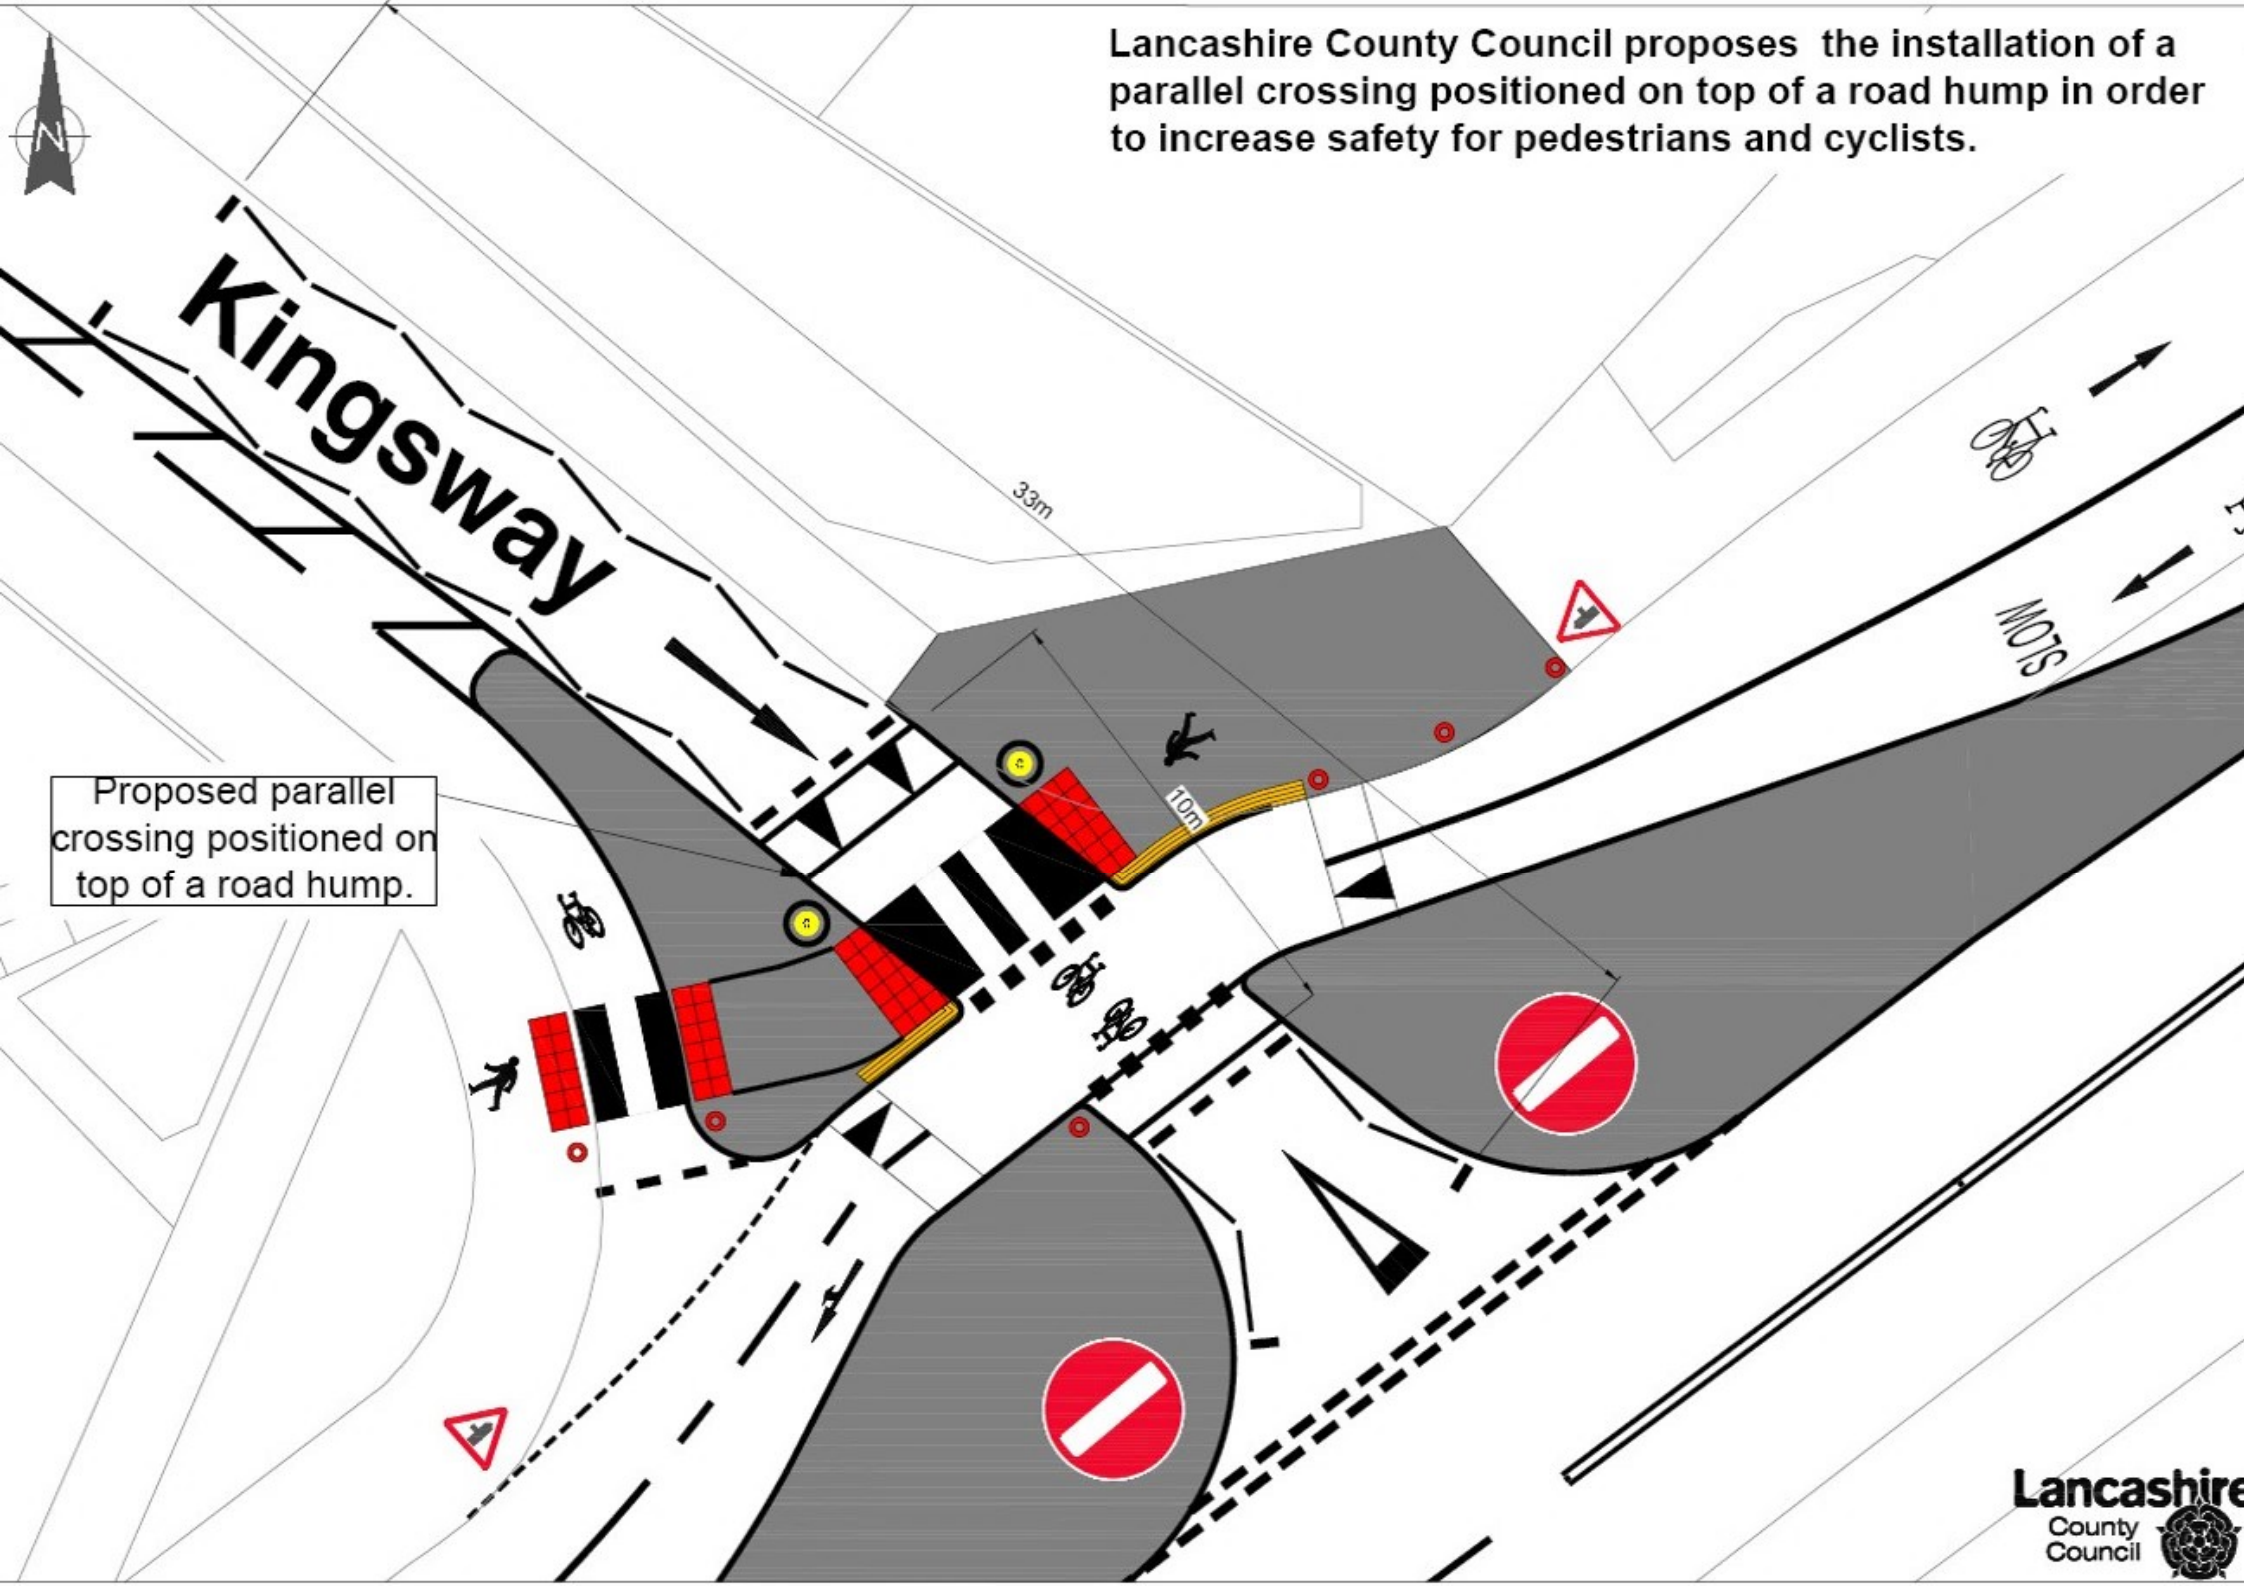 Lancashire County Council proposes the installation of a
parallel crossing positioned on top of a road hump in order
to increase safety for pedestrians and cyclists.
N
Kingsway
33m
SLOW
10m
Proposed parallel
crossing positioned on
top of a road hump.
Lancashire
County
Council